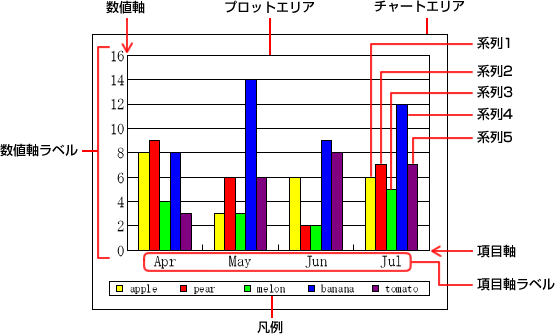 数値軸
プロットエリア
チャートエリア
系列1
系列2
系列3
系列4
系列5
数値軸ラベル
16
14
12
10
8
6
4
2
0
項目軸
Apr May Jun Jul
項目軸ラベル
apple pear melon banana tomato
凡例